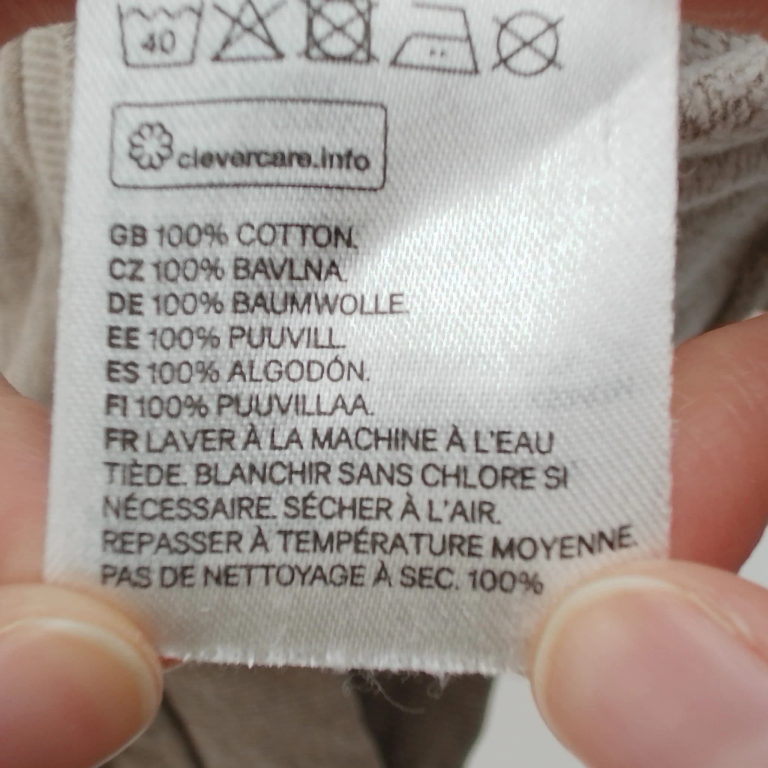 40
clevercare.info
GB 100% COTTON.
CZ 100% BAVLNA.
DE 100% BAUMWOLLE.
EE 100% PUUVILL.
ES 100% ALGODÓN.
FI 100% PUUVILLAA.
FR LAVER À LA MACHINE À L'EAU
TIÈDE. BLANCHIR SANS CHLORE SI
NÉCESSAIRE. SÉCHER À L'AIR.
REPASSER À TEMPÉRATURE MOYENNE.
PAS DE NETTOYAGE À SEC. 100%